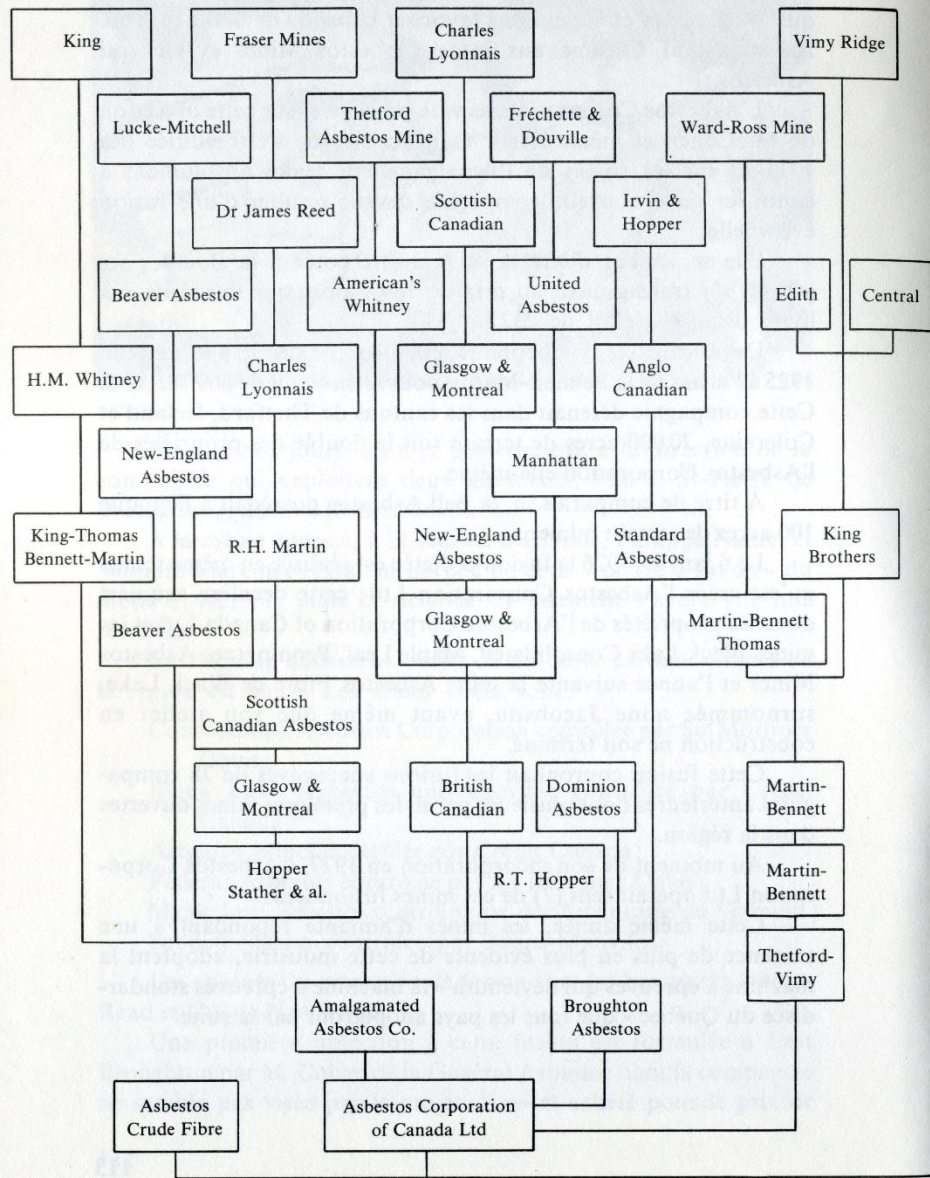 King
Fraser Mines
Charles
Lyonnais
Vimy Ridge
Lucke-Mitchell
Thetford
Asbestos Mine
Fréchette &
Douville
Ward-Ross Mine
Dr James Reed
Scottish
Canadian
Irvin &
Hopper
Beaver Asbestos
American's
Whitney
United
Asbestos
Edith
Central
H.M. Whitney
Charles
Lyonnais
Glasgow &
Montreal
Anglo
Canadian
New-England
Asbestos
Manhattan
King-Thomas
Bennett-Martin
R.H. Martin
New-England
Asbestos
Standard
King
Brothers
Beaver Asbestos
Glasgow &
Montreal
Martin-Bennett
Thomas
Scottish
Canadian Asbestos
Glasgow &
Montreal
British
Canadian
Dominion
Asbestos
Martin-
Bennett
Hopper
Stather & al.
R.T. Hopper
Martin-
Bennett
Thetford-
Vimy
Amalgamated
Asbestos Co.
Broughton
Asbestos
Asbestos
Crude Fibre
Asbestos Corporation
of Canada Ltd